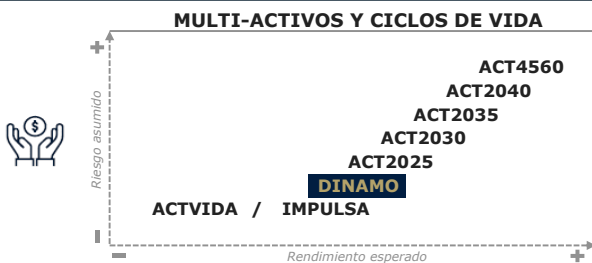 MULTI-ACTIVOS Y CICLOS DE VIDA
ACT4560
ACT2040
ACT2035
ACT2030
ACT2025
DINAMO
ACTVIDA / IMPULSA
Riesgo asumido
Rendimiento esperado